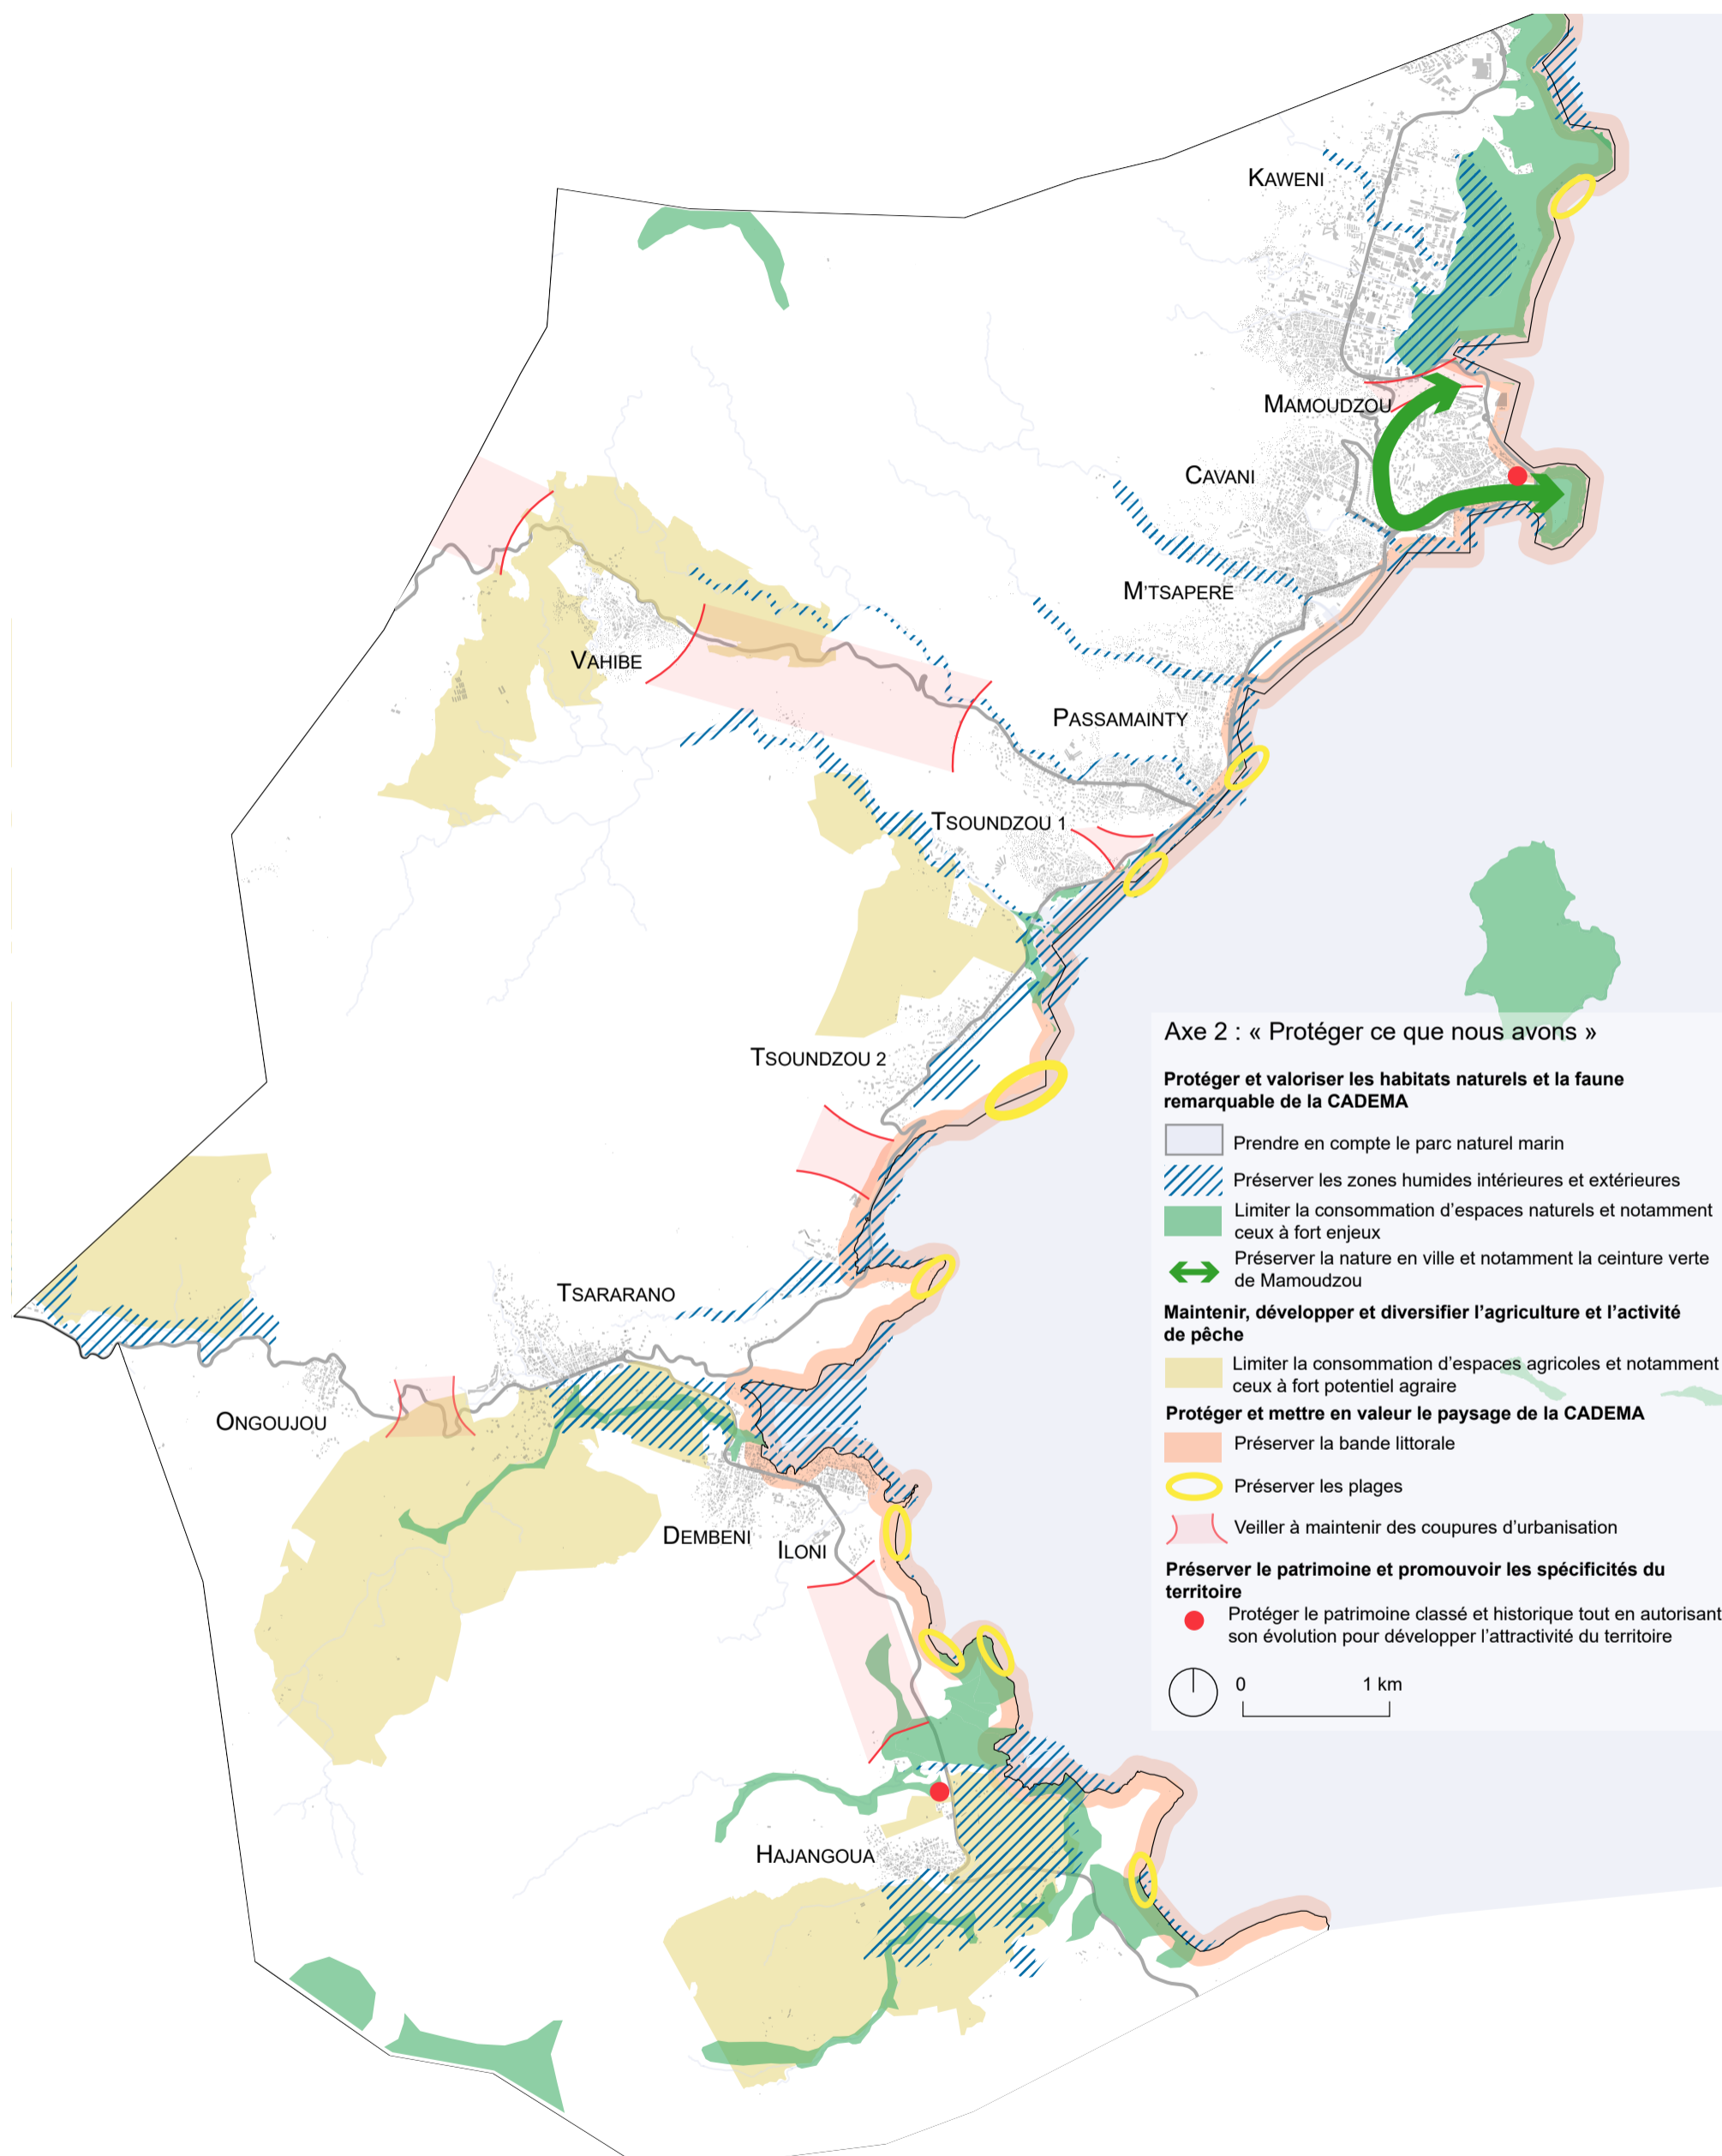 KAWENI
MAMOUDZOU
CAVANI
M'TSAPERE
VAHIBE
PASSAMAINTY
TSOUNDZOU 1
TSOUNDZOU 2
TSARARANO
ONGOUJOU
DEMBENI
ILONI
HAJANGOUA
Axe 2 : « Protéger ce que nous avons »
Protéger et valoriser les habitats naturels et la faune
remarquable de la CADEMA
Prendre en compte le parc naturel marin
Préserver les zones humides intérieures et extérieures
Limiter la consommation d'espaces naturels et notamment
ceux à fort enjeux
Préserver la nature en ville et notamment la ceinture verte
de Mamoudzou
Maintenir, développer et diversifier l'agriculture et l'activité
de pêche
Limiter la consommation d'espaces agricoles et notamment
ceux à fort potentiel agraire
Protéger et mettre en valeur le paysage de la CADEMA
Préserver la bande littorale
Préserver les plages
Veiller à maintenir des coupures d'urbanisation
Préserver le patrimoine et promouvoir les spécificités du
territoire
Protéger le patrimoine classé et historique tout en autorisant
son évolution pour développer l'attractivité du territoire
0 1 km